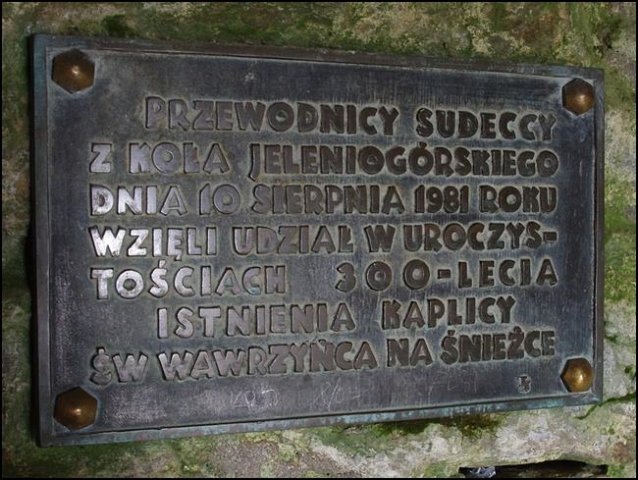 PRZEWODNICY SUDECCY
Z KOŁA JELENIOGÓRSKIEGO
DNIA 10 SIERPNIA 1981 ROKU
WZIĘLI UDZIAŁ W UROCZYS-
TOŚCIACH 300-LECIA
ISTNIENIA KAPLICY
ŚW WAWRZYŃCA NA ŚNIEŻCE